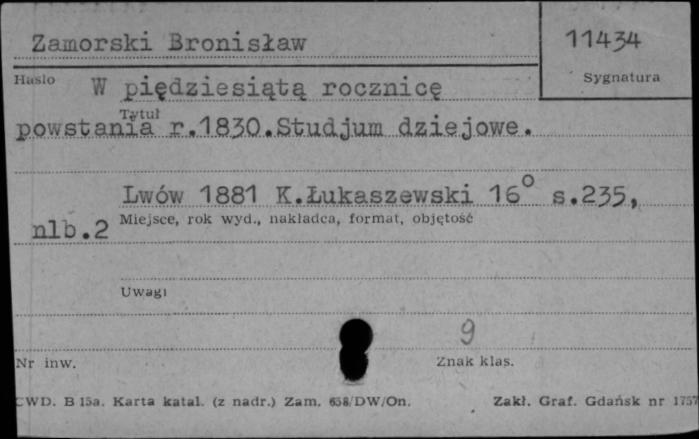 Zamorski Bronisław
11434
Hasło
Sygnatura
W piędziesiątą rocznicę
Tytuł
powstania r.1830.Studjum dziejowe.
Lwów 1881 K.Łukaszewski 16° s.235,
Miejsce, rok wyd., nakładca, format, objętość
nlb.2
Uwagi
9
Nr inw.
Znak klas.
CWD. B 15a. Karta katal. (z nadr.) Zam. 658/DW/On.
Zakł. Graf. Gdańsk nr 1757